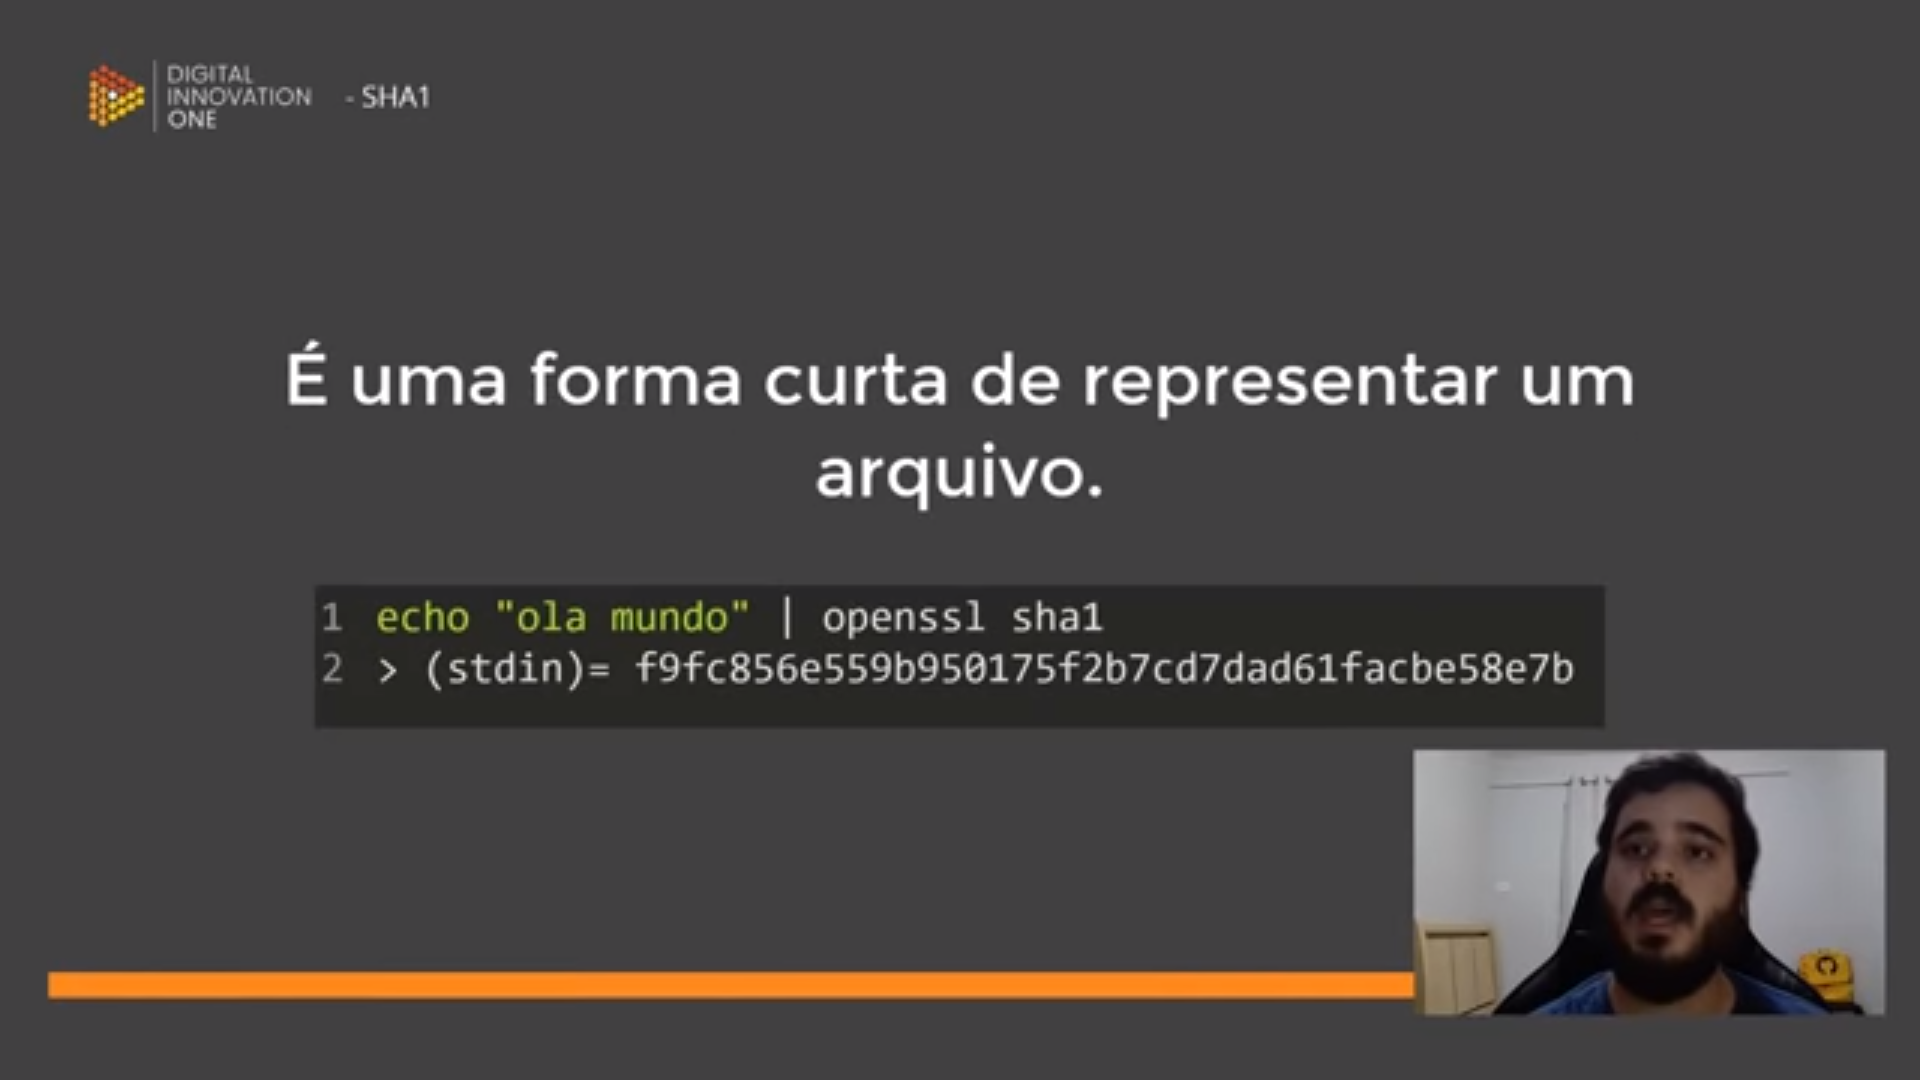 DIGITAL
INNOVATION
ONE
- SHA1
É uma forma curta de representar um
arquivo.
1 echo "ola mundo" | openssl sha1
2 > (stdin)= f9fc856e559b950175f2b7cd7dad61facbe58e7b